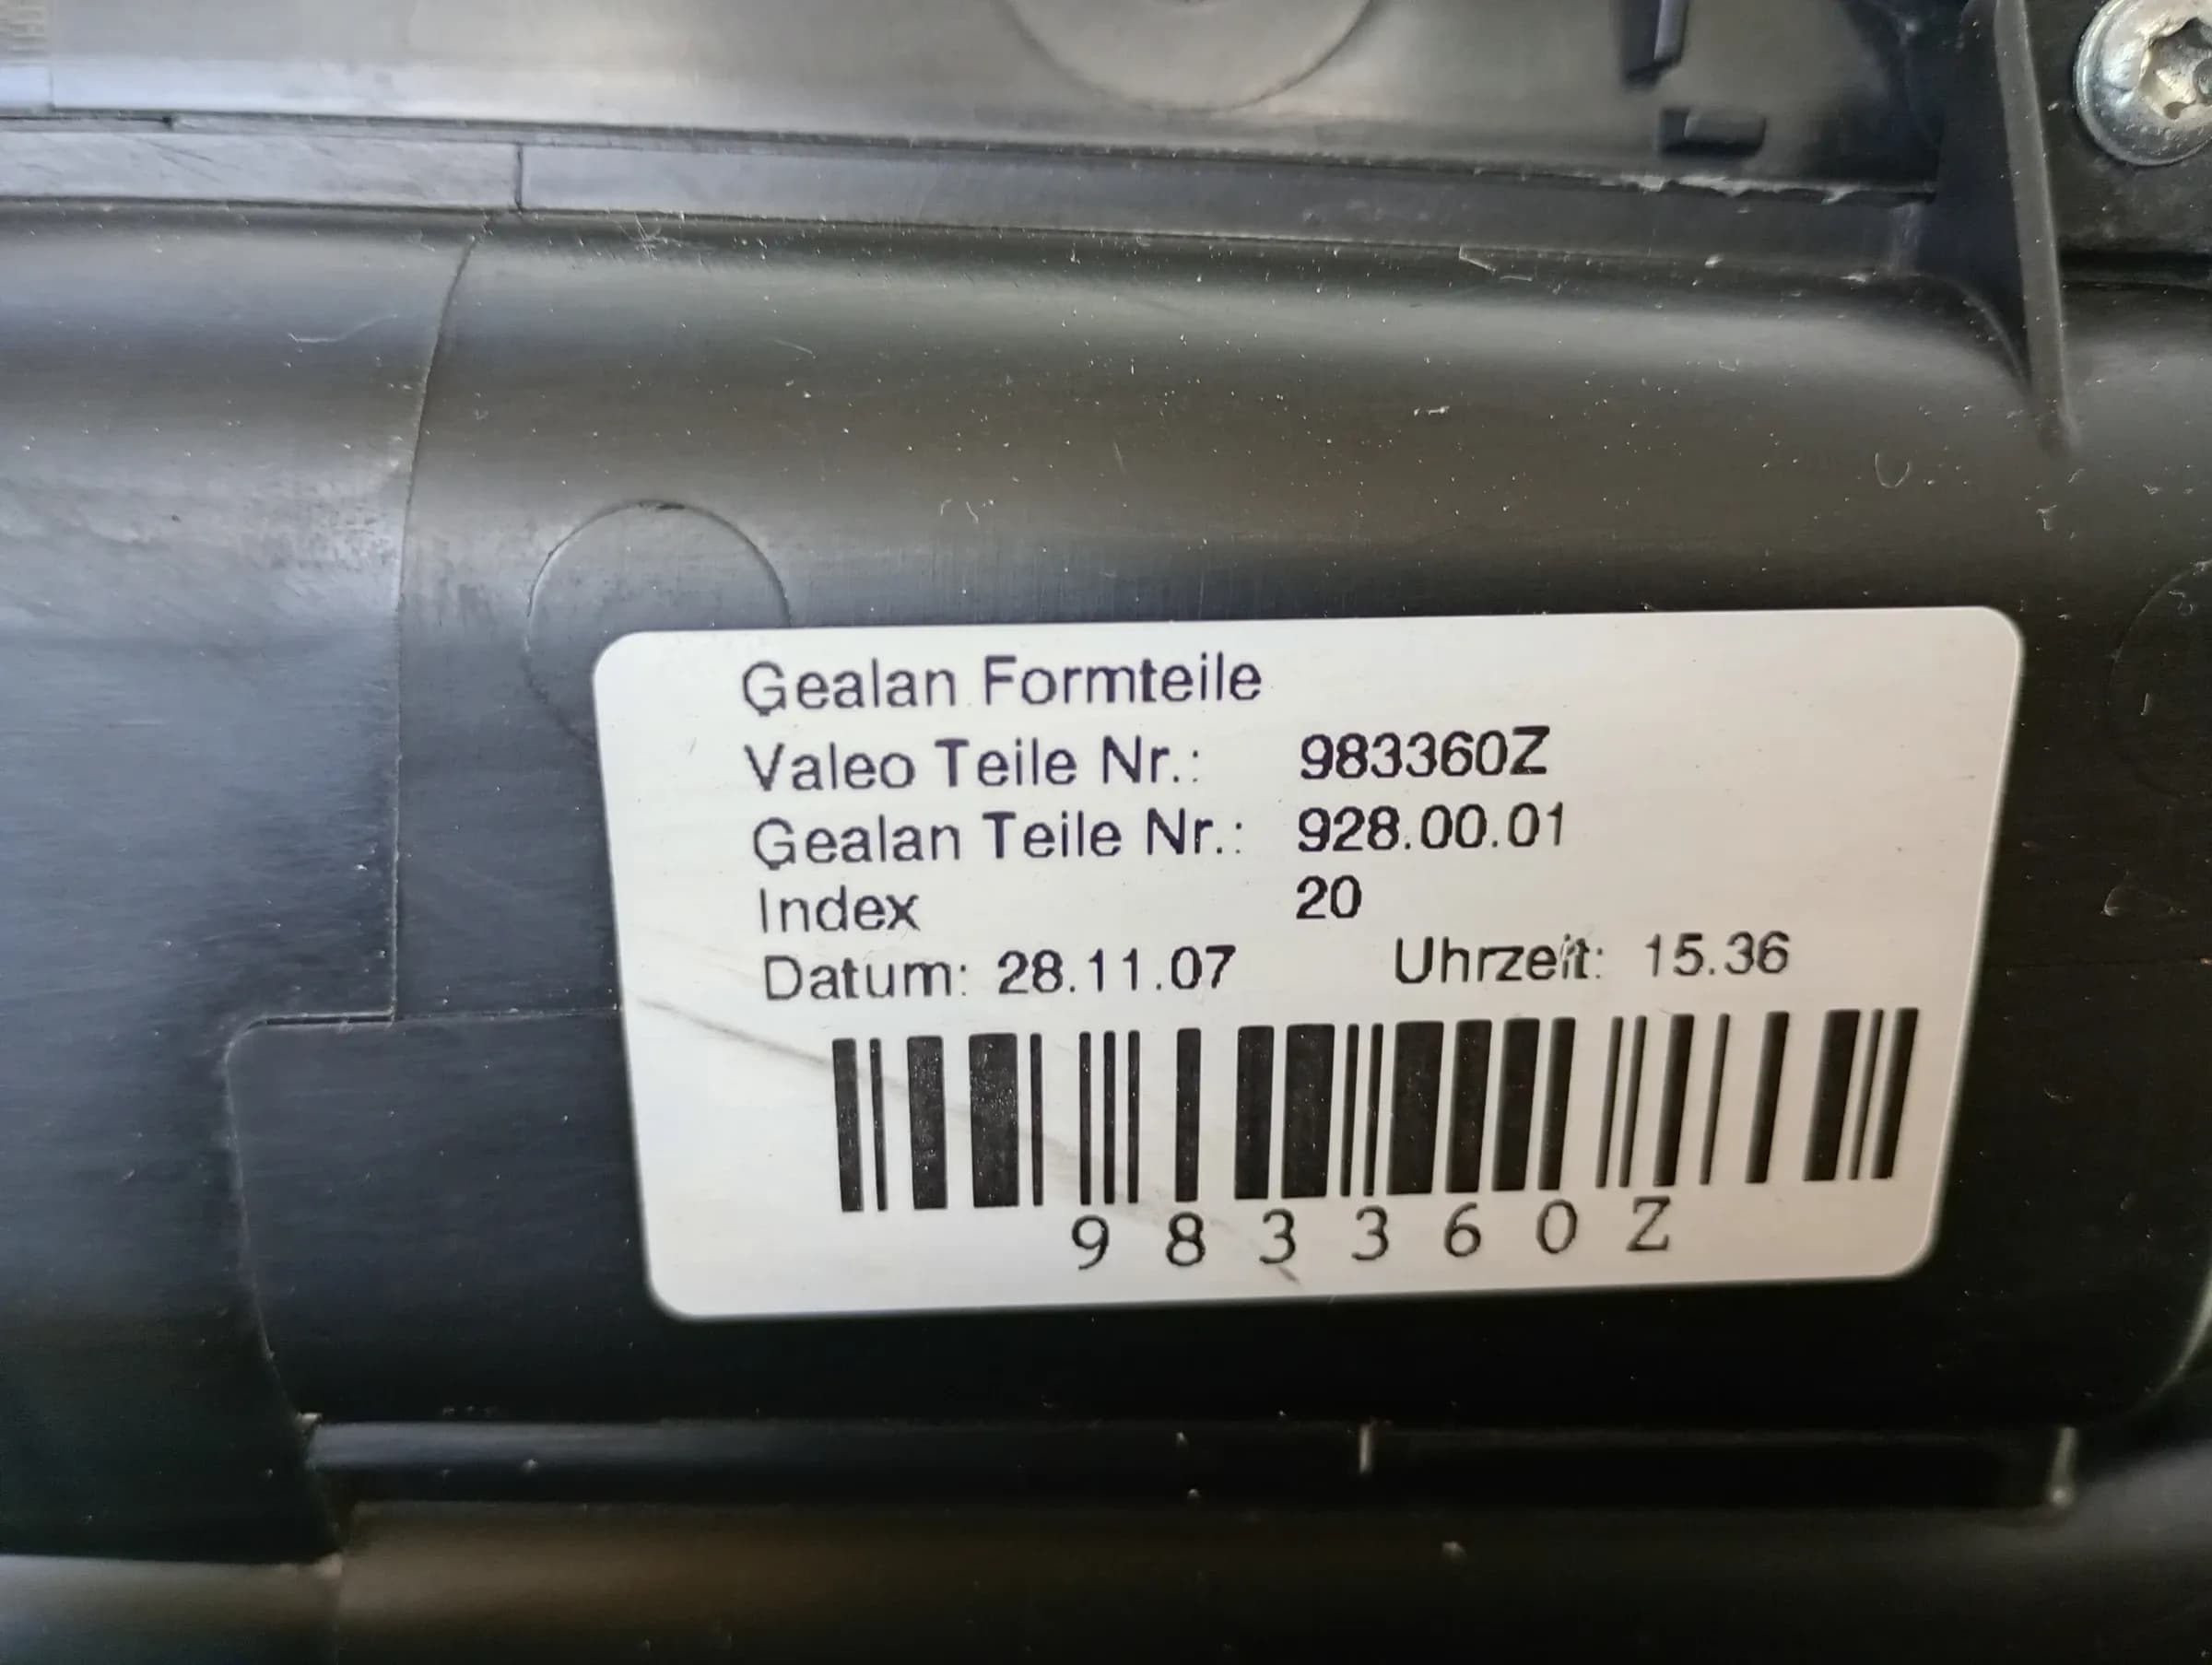 Gealan Formteile
Valeo Teile Nr.: 983360Z
Gealan Teile Nr.: 928.00.01
Index 20
Datum: 28.11.07 Uhrzeit: 15.36
983360Z